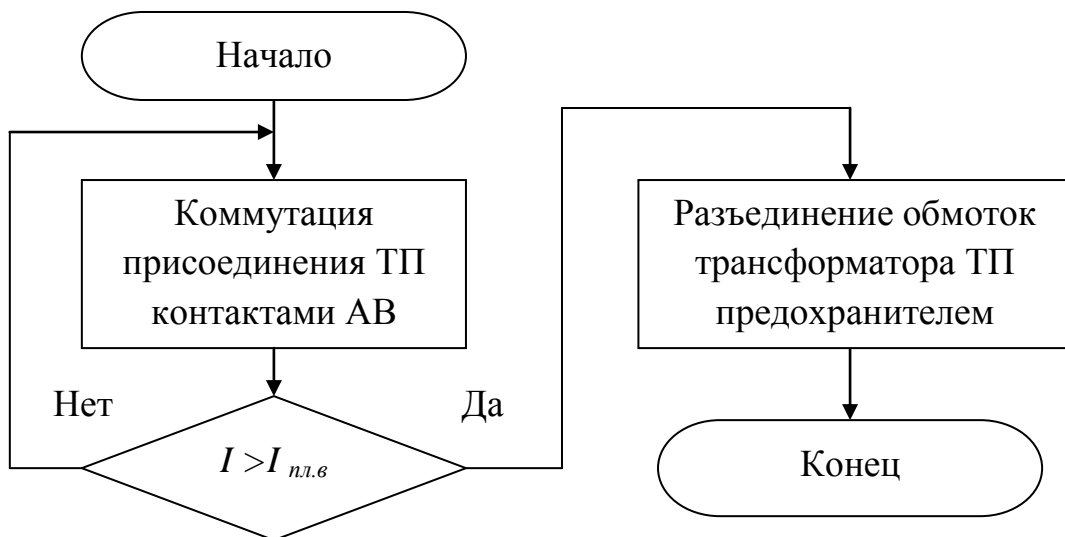 Начало
Коммутация
присоединения ТП
контактами АВ
Нет
Да
I > I пл.в
Разъединение обмоток
трансформатора ТП
предохранителем
Конец